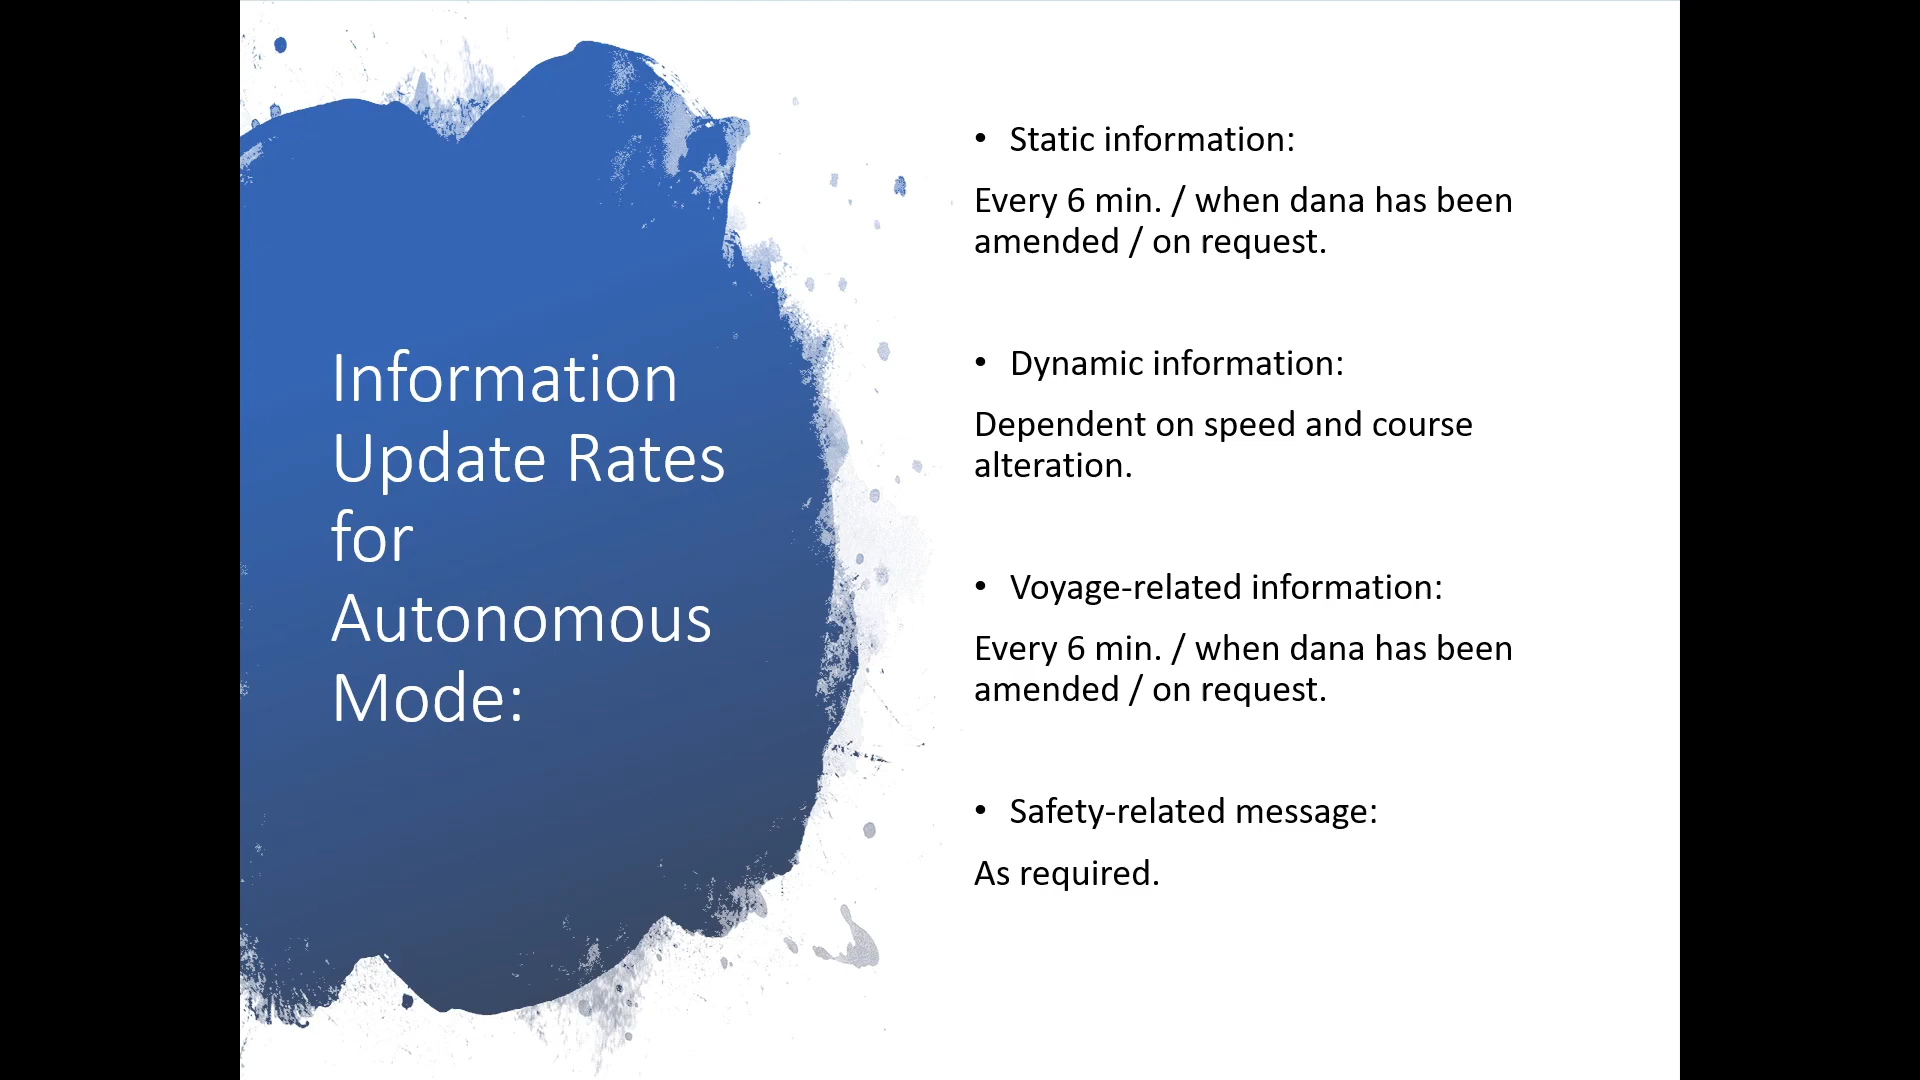 Information
Update Rates
for
Autonomous
Mode:
• Static information:
Every 6 min. / when dana has been
amended / on request.
• Dynamic information:
Dependent on speed and course
alteration.
• Voyage-related information:
Every 6 min. / when dana has been
amended / on request.
• Safety-related message:
As required.